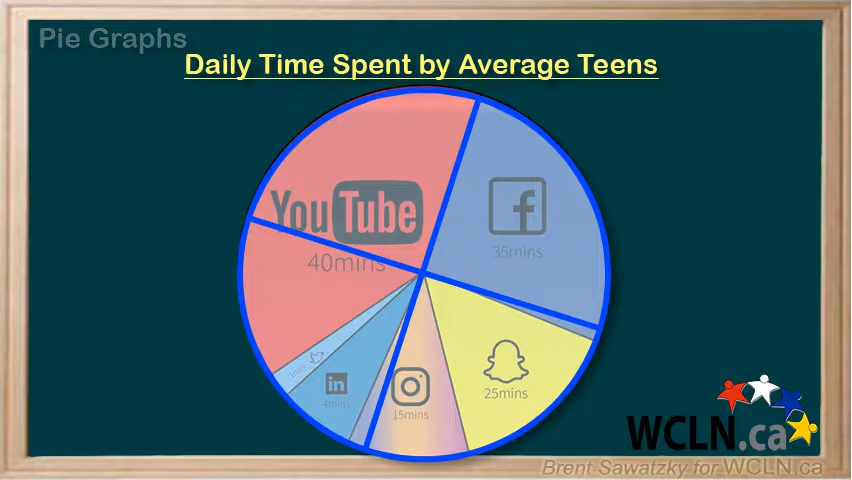 Pie Graphs
Daily Time Spent by Average Teens
YouTube
40mins
f
35mins
in
4mins
15mins
25mins
WCLN.ca
Brent Sawatzky for WCLN.ca